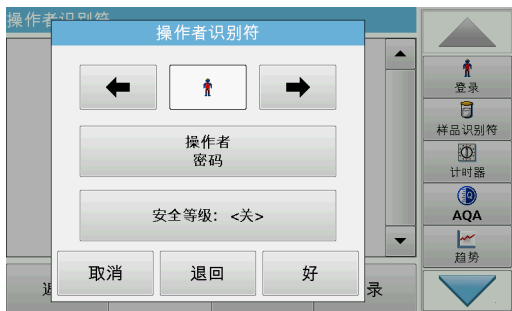 操作者识别符
操作者识别符
操作者
密码
安全等级: <关>
取消
退回
好
录
登录
样品识别符
计时器
AQA
趋势